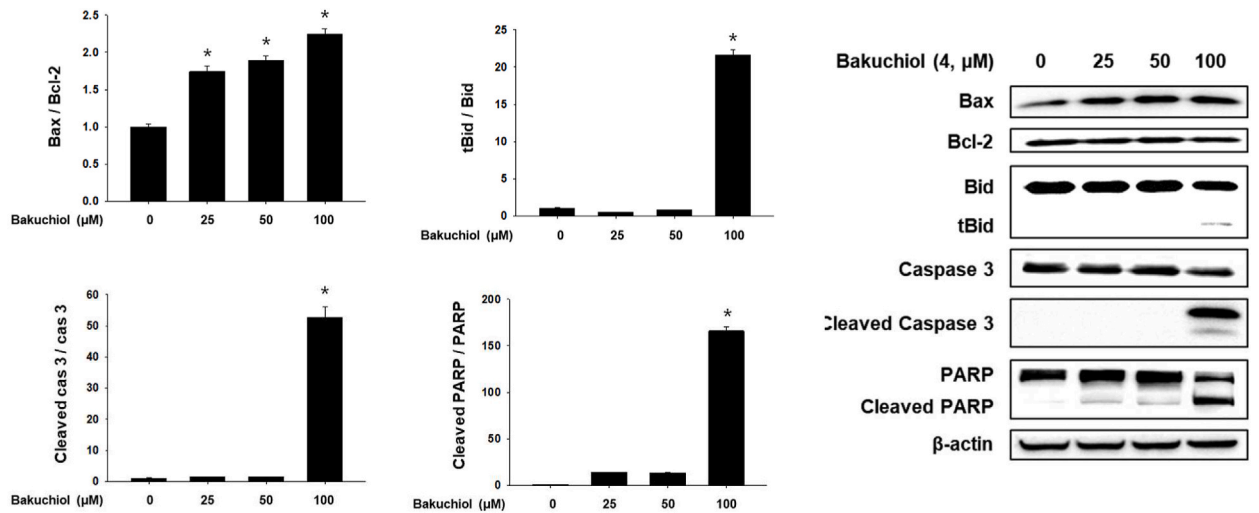 Bax / Bcl-2
2.5
2.0
1.5
1.0
0.5
0.0
* * *
Bakuchiol (µM) 0 25 50 100
tBid / Bid
25
20
15
10
5
0
*
Bakuchiol (µM) 0 25 50 100
Cleaved cas 3 / cas 3
60
50
40
30
20
10
0
*
Bakuchiol (µM) 0 25 50 100
Cleaved PARP / PARP
200
150
100
50
0
*
Bakuchiol (µM) 0 25 50 100
Bakuchiol (4, µM) 0 25 50 100
Bax
Bcl-2
Bid
tBid
Caspase 3
Cleaved Caspase 3
PARP
Cleaved PARP
β-actin